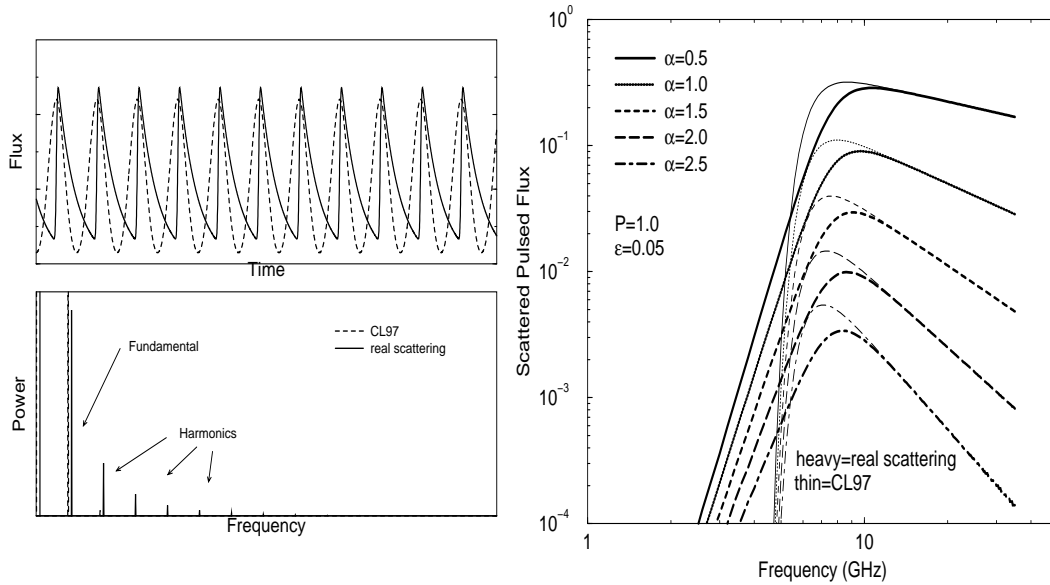 Flux
Time
Power
Frequency
CL97
real scattering
Fundamental
Harmonics
Scattered Pulsed Flux
10^0
10^-1
10^-2
10^-3
10^-4
α=0.5
α=1.0
α=1.5
α=2.0
α=2.5
P=1.0
ε=0.05
heavy=real scattering
thin=CL97
1
10
Frequency (GHz)